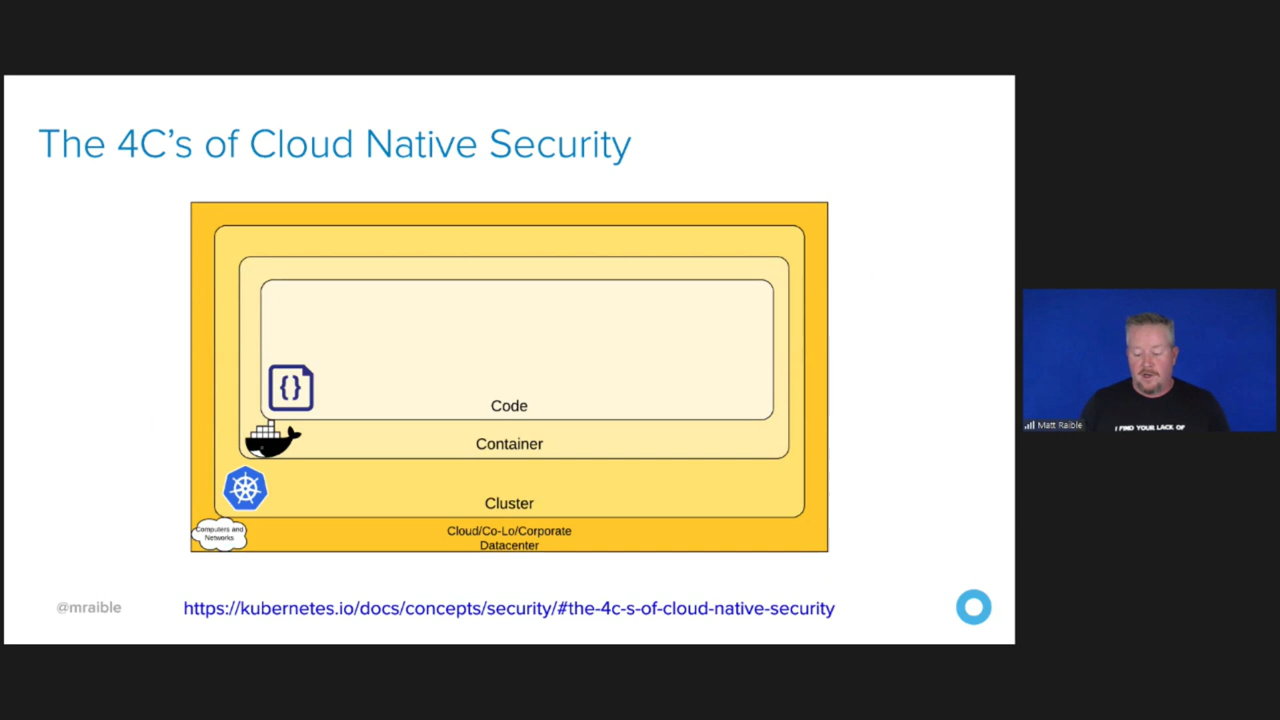 The 4C’s of Cloud Native Security
{}
Code
Container
Cluster
Computers and
Networks
Cloud/Co-Lo/Corporate
Datacenter
@mraible
https://kubernetes.io/docs/concepts/security/#the-4c-s-of-cloud-native-security
I FIND YOUR LACK OF
Matt Raible